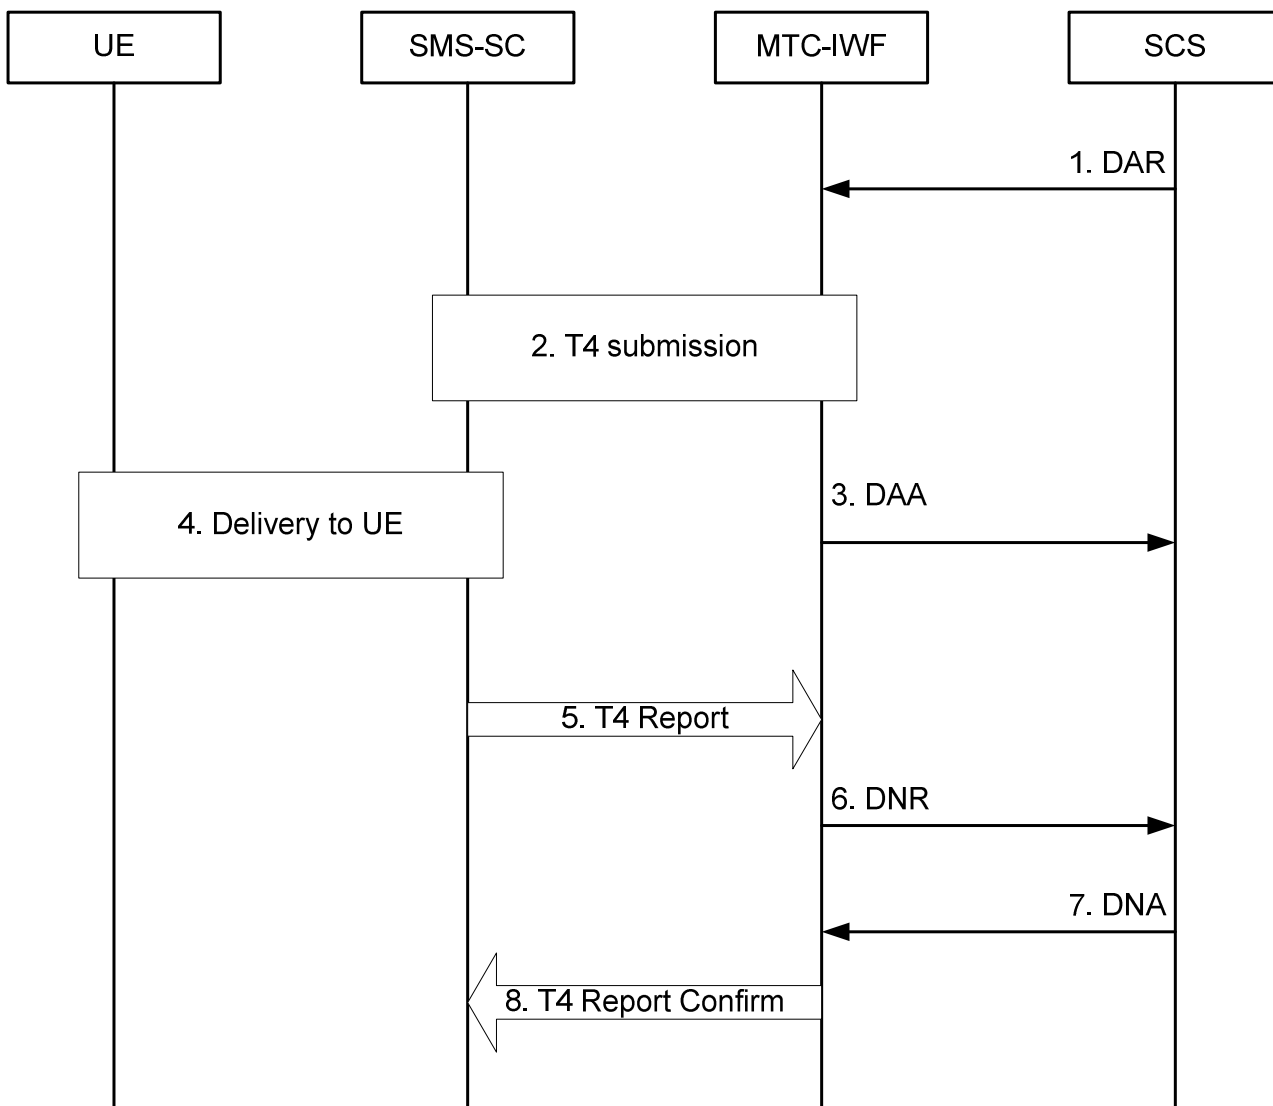 UE
SMS-SC
MTC-IWF
SCS
1. DAR
2. T4 submission
3. DAA
4. Delivery to UE
5. T4 Report
6. DNR
7. DNA
8. T4 Report Confirm